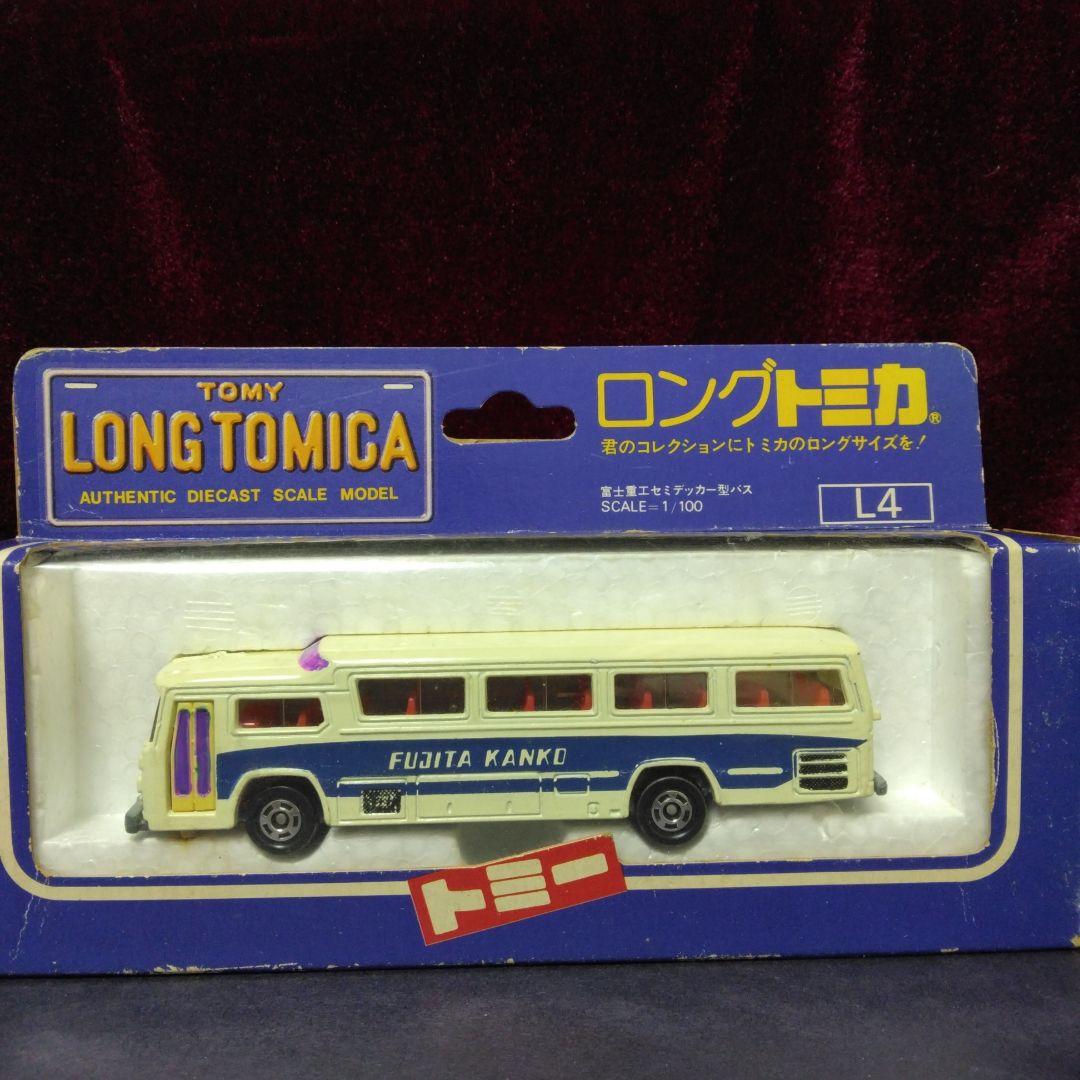 TOMY
LONG TOMICA
AUTHENTIC DIECAST SCALE MODEL
ロングトミカ®
君のコレクションにトミカのロングサイズを!
富士重工セミデッカー型バス
SCALE=1/100
L4
FUJITA KANKO
トミー